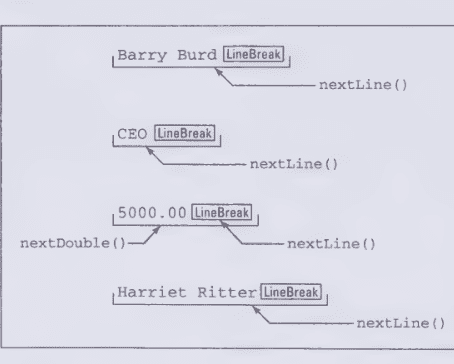 Barry Burd LineBreak
nextLine()
CEO LineBreak
nextLine()
5000.00 LineBreak
nextDouble() nextLine()
Harriet Ritter LineBreak
nextLine()